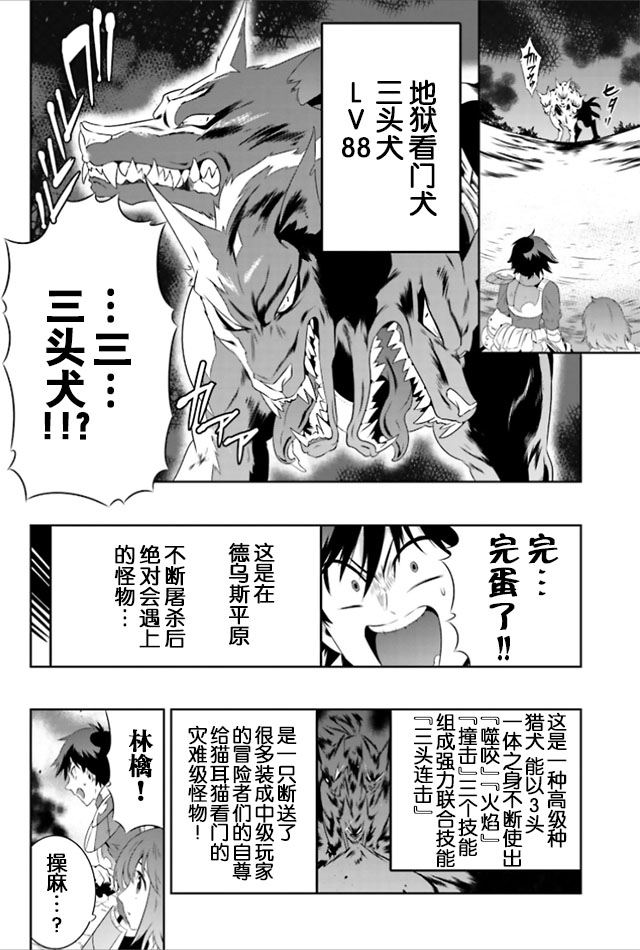 地狱看门犬
三头犬
LV88
…三…
三头犬
!!?
完…
完蛋了!!
这是在
德乌斯平原
不断屠杀后
绝对会遇上
的怪物…
这是一种高级种
猎犬 能以3头
一体之身不断使出
『噬咬』『火焰』
『撞击』三个技能
组成强力联合技能
『三头连击』
是一只断送了
很多装成中级玩家
的冒险者们的自尊
给猫耳猫看门的
灾难级怪物！
林檎！
操麻…？